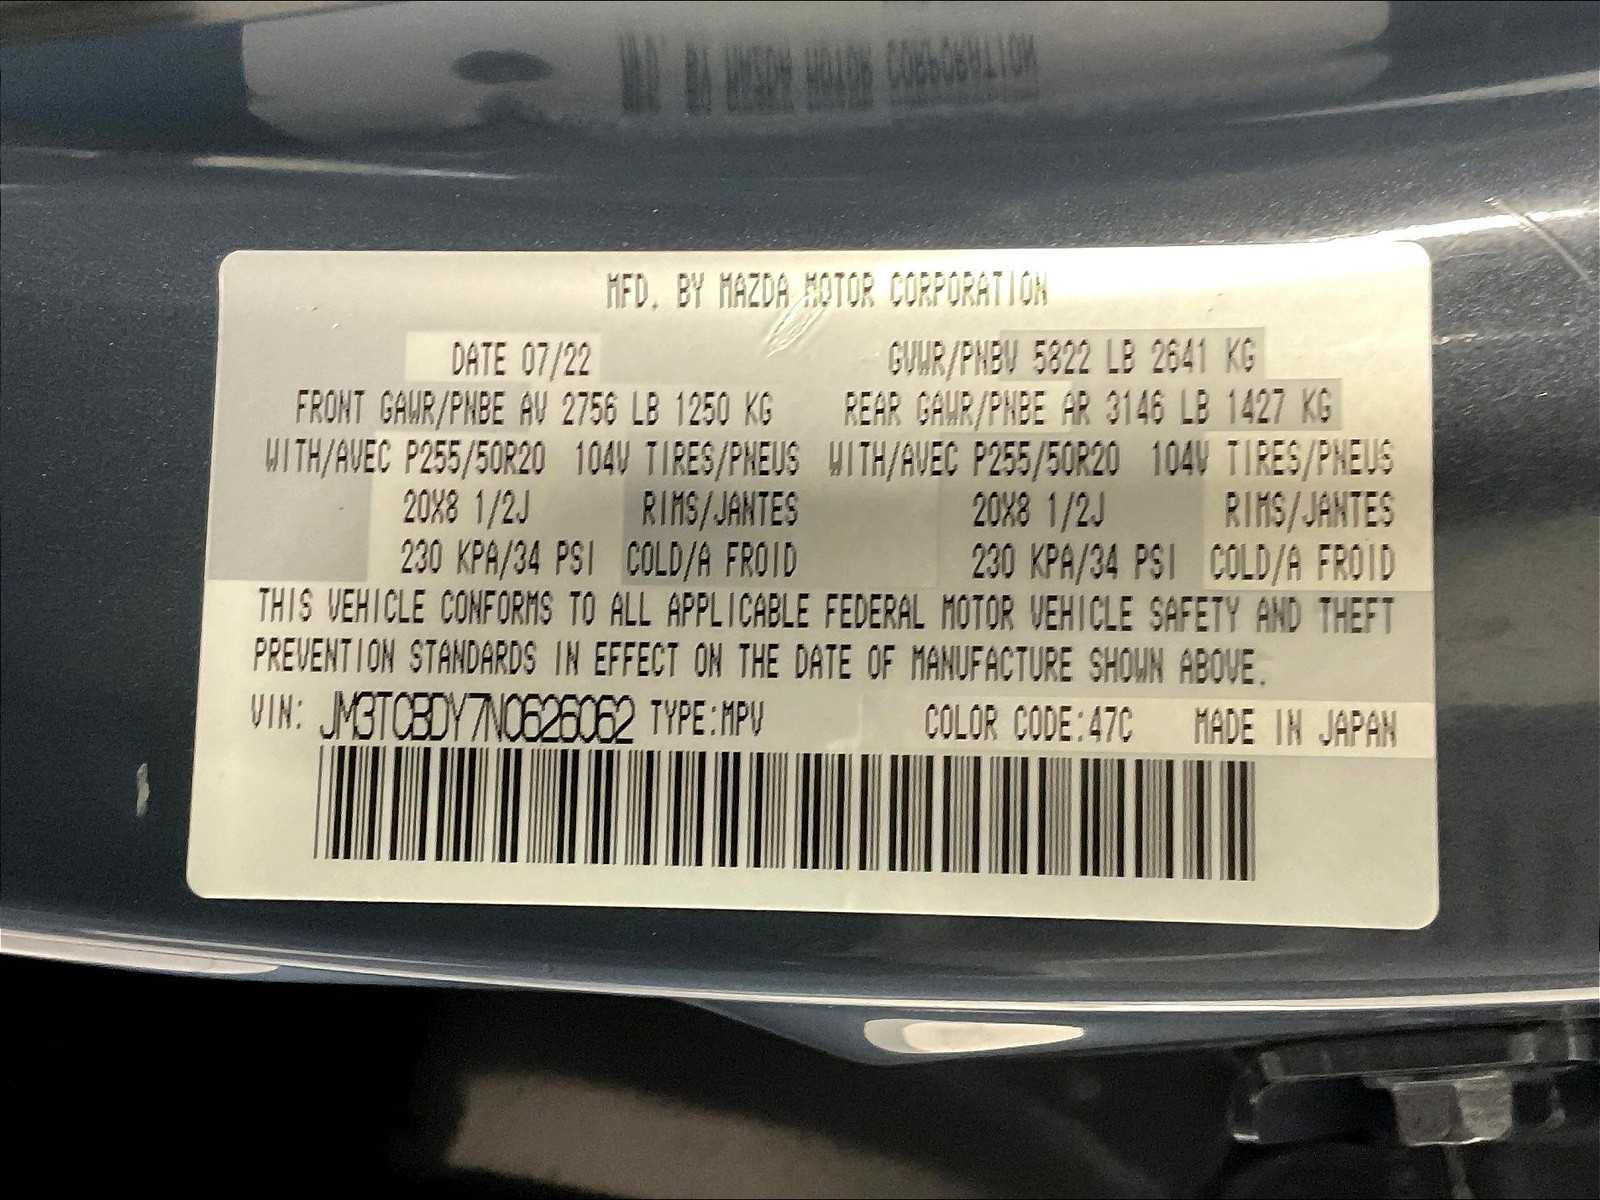 MFD. BY MAZDA MOTOR CORPORATION
DATE 07/22 GVWR/PNBV 5822 LB 2641 KG
FRONT GAWR/PNBE AV 2756 LB 1250 KG REAR GAWR/PNBE AR 3146 LB 1427 KG
WITH/AVEC P255/50R20 104V TIRES/PNEUS WITH/AVEC P255/50R20 104V TIRES/PNEUS
20X8 1/2J RIMS/JANTES 20X8 1/2J RIMS/JANTES
230 KPA/34 PSI COLD/A FROID 230 KPA/34 PSI COLD/A FROID
THIS VEHICLE CONFORMS TO ALL APPLICABLE FEDERAL MOTOR VEHICLE SAFETY AND THEFT
PREVENTION STANDARDS IN EFFECT ON THE DATE OF MANUFACTURE SHOWN ABOVE.
VIN: JM3TCBDY7N0626062 TYPE:MPV COLOR CODE:47C MADE IN JAPAN